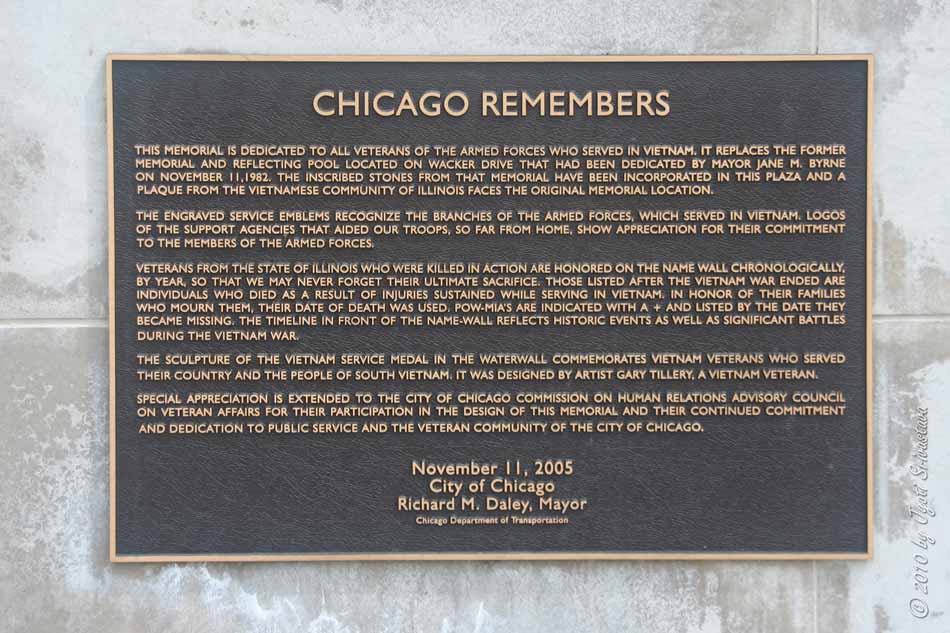 CHICAGO REMEMBERS
THIS MEMORIAL IS DEDICATED TO ALL VETERANS OF THE ARMED FORCES WHO SERVED IN VIETNAM. IT REPLACES THE FORMER
MEMORIAL AND REFLECTING POOL LOCATED ON WACKER DRIVE THAT HAD BEEN DEDICATED BY MAYOR JANE M. BYRNE
ON NOVEMBER 11,1982. THE INSCRIBED STONES FROM THAT MEMORIAL HAVE BEEN INCORPORATED IN THIS PLAZA AND A
PLAQUE FROM THE VIETNAMESE COMMUNITY OF ILLINOIS FACES THE ORIGINAL MEMORIAL LOCATION.
THE ENGRAVED SERVICE EMBLEMS RECOGNIZE THE BRANCHES OF THE ARMED FORCES, WHICH SERVED IN VIETNAM. LOGOS
OF THE SUPPORT AGENCIES THAT AIDED OUR TROOPS, SO FAR FROM HOME, SHOW APPRECIATION FOR THEIR COMMITMENT
TO THE MEMBERS OF THE ARMED FORCES.
VETERANS FROM THE STATE OF ILLINOIS WHO WERE KILLED IN ACTION ARE HONORED ON THE NAME WALL CHRONOLOGICALLY,
BY YEAR, SO THAT WE MAY NEVER FORGET THEIR ULTIMATE SACRIFICE. THOSE LISTED AFTER THE VIETNAM WAR ENDED ARE
INDIVIDUALS WHO DIED AS A RESULT OF INJURIES SUSTAINED WHILE SERVING IN VIETNAM. IN HONOR OF THEIR FAMILIES
WHO MOURN THEM, THEIR DATE OF DEATH WAS USED. POW-MIA'S ARE INDICATED WITH A + AND LISTED BY THE DATE THEY
BECAME MISSING. THE TIMELINE IN FRONT OF THE NAME-WALL REFLECTS HISTORIC EVENTS AS WELL AS SIGNIFICANT BATTLES
DURING THE VIETNAM WAR.
THE SCULPTURE OF THE VIETNAM SERVICE MEDAL IN THE WATERWALL COMMEMORATES VIETNAM VETERANS WHO SERVED
THEIR COUNTRY AND THE PEOPLE OF SOUTH VIETNAM. IT WAS DESIGNED BY ARTIST GARY TILLERY, A VIETNAM VETERAN.
SPECIAL APPRECIATION IS EXTENDED TO THE CITY OF CHICAGO COMMISSION ON HUMAN RELATIONS ADVISORY COUNCIL
ON VETERAN AFFAIRS FOR THEIR PARTICIPATION IN THE DESIGN OF THIS MEMORIAL AND THEIR CONTINUED COMMITMENT
AND DEDICATION TO PUBLIC SERVICE AND THE VETERAN COMMUNITY OF THE CITY OF CHICAGO.
November 11, 2005
City of Chicago
Richard M. Daley, Mayor
Chicago Department of Transportation
© 2010 by Jyoti Srivastava